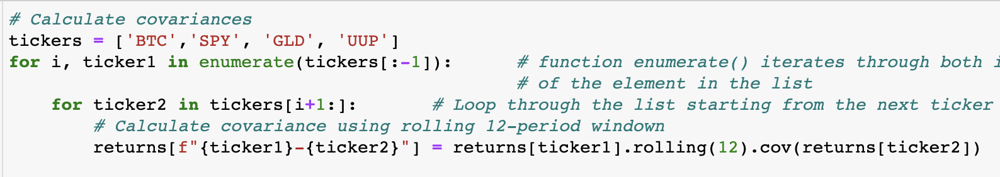 # Calculate covariances
tickers = ['BTC','SPY', 'GLD', 'UUP']
for i, ticker1 in enumerate(tickers[:-1]):        # function enumerate() iterates through both
# of the element in the list
for ticker2 in tickers[i+1:]:        # Loop through the list starting from the next ticker
# Calculate covariance using rolling 12-period windown
returns[f"{ticker1}-{ticker2}"] = returns[ticker1].rolling(12).cov(returns[ticker2])